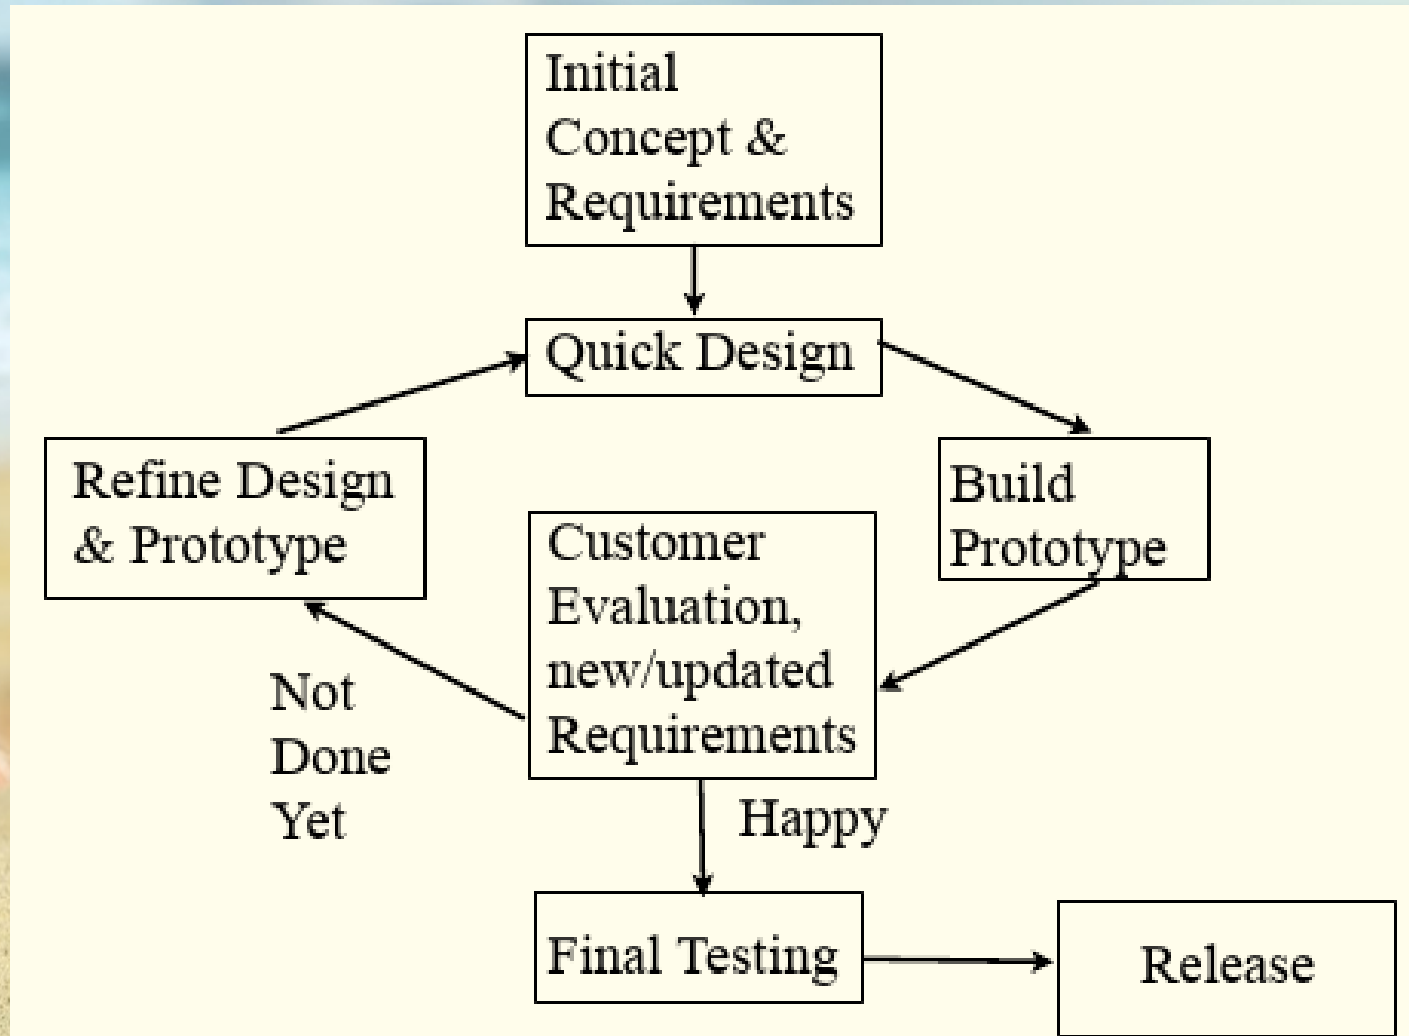 Initial
Concept &
Requirements
Quick Design
Refine Design
& Prototype
Build
Prototype
Customer
Evaluation,
new/updated
Requirements
Not
Done
Yet
Happy
Final Testing
Release